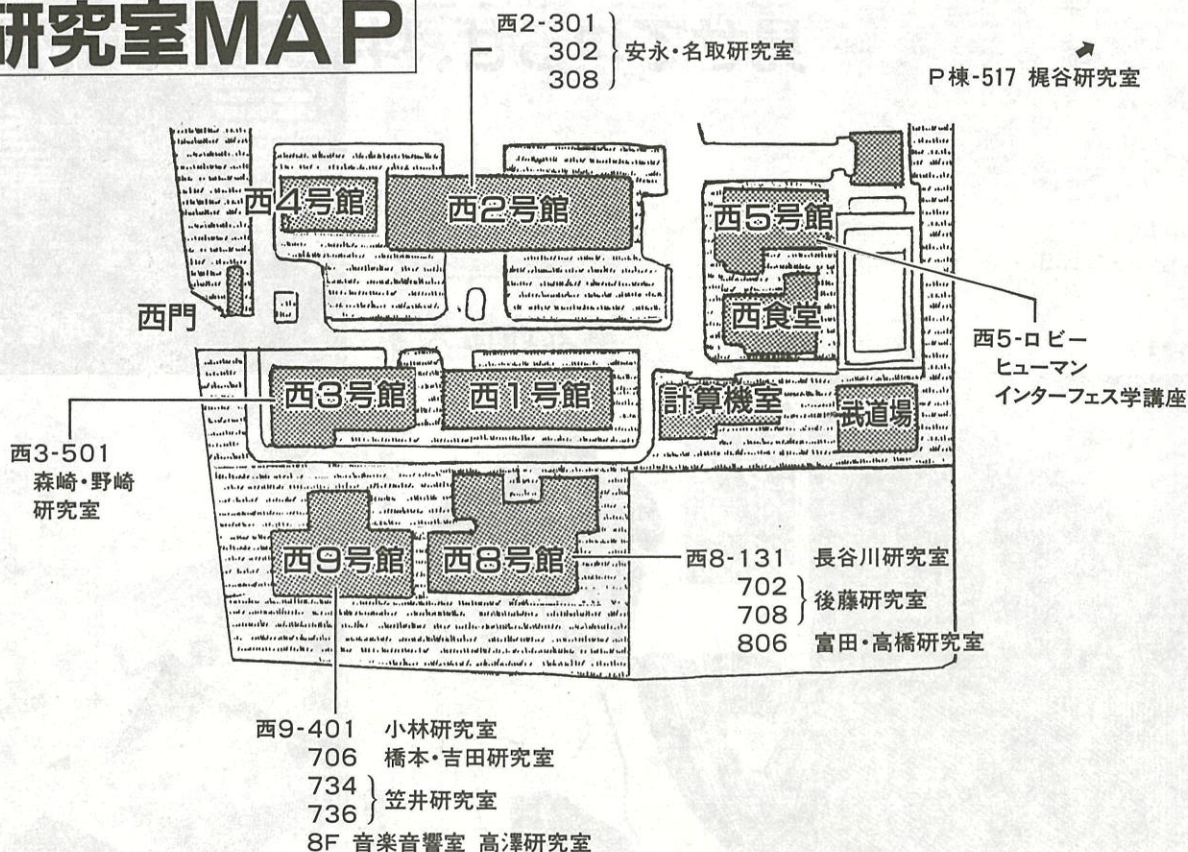 研究室MAP
西2-301
302
308
安永・名取研究室
P棟-517 梶谷研究室
西4号館
西2号館
西5号館
西門
西食堂
西5-ロビー
ヒューマン
インターフェス学講座
西3号館
西1号館
計算機室
武道場
西3-501
森崎・野崎
研究室
西9号館
西8号館
西8-131 長谷川研究室
702
708
後藤研究室
806 富田・高橋研究室
西9-401 小林研究室
706 橋本・吉田研究室
734
736
笠井研究室
8F 音楽音響室 高澤研究室